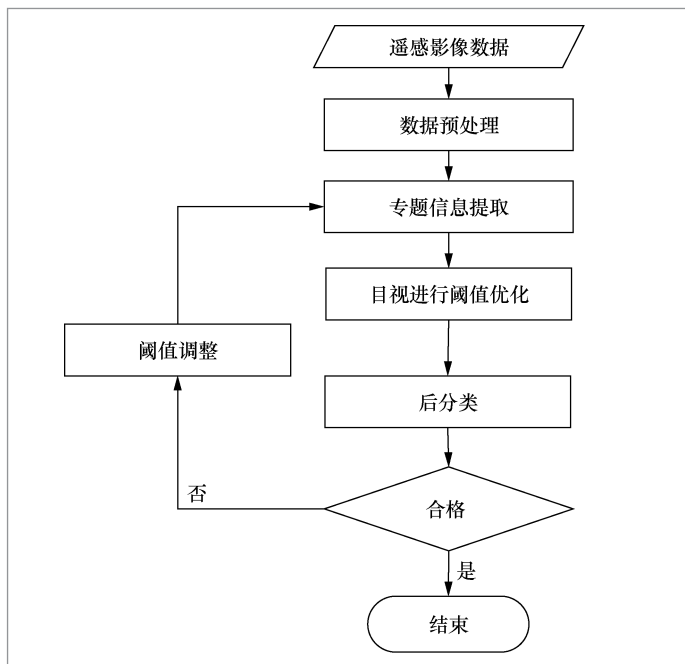 遥感影像数据
数据预处理
专题信息提取
目视进行阈值优化
阈值调整
后分类
否
合格
是
结束